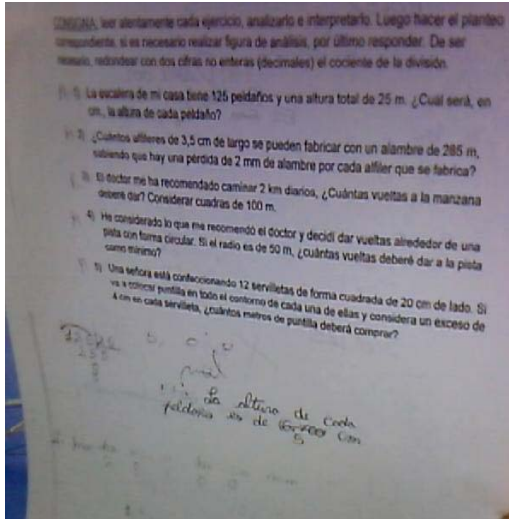 CONSIGNA: leer atentamente cada ejercicio, analizarlo e interpretarlo. Luego hacer el planteo
correspondiente, si es necesario realizar figura de análisis, por último responder. De ser
necesario, redondear con dos cifras no enteras (decimales) el cociente de la división.
1) La escalera de mi casa tiene 125 peldaños y una altura total de 25 m. ¿Cuál será, en
cm, la altura de cada peldaño?
2) ¿Cuántos alfileres de 3,5 cm de largo se pueden fabricar con un alambre de 285 m,
sabiendo que hay una pérdida de 2 mm de alambre por cada alfiler que se fabrica?
3) El doctor me ha recomendado caminar 2 km diarios, ¿Cuántas vueltas a la manzana
deberé dar? Considerar cuadras de 100 m.
4) He considerado lo que me recomendó el doctor y decidí dar vueltas alrededor de una
pista con forma circular. Si el radio es de 50 m, ¿cuántas vueltas deberé dar a la pista
como mínimo?
5) Una señora está confeccionando 12 servilletas de forma cuadrada de 20 cm de lado. Si
va a colocar puntilla en todo el contorno de cada una de ellas y considera un exceso de
4 cm en cada servilleta, ¿cuántos metros de puntilla deberá comprar?
mal
La altura de cada
peldaño es de cm
5